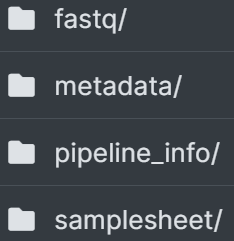 fastq/
metadata/
pipeline_info/
samplesheet/